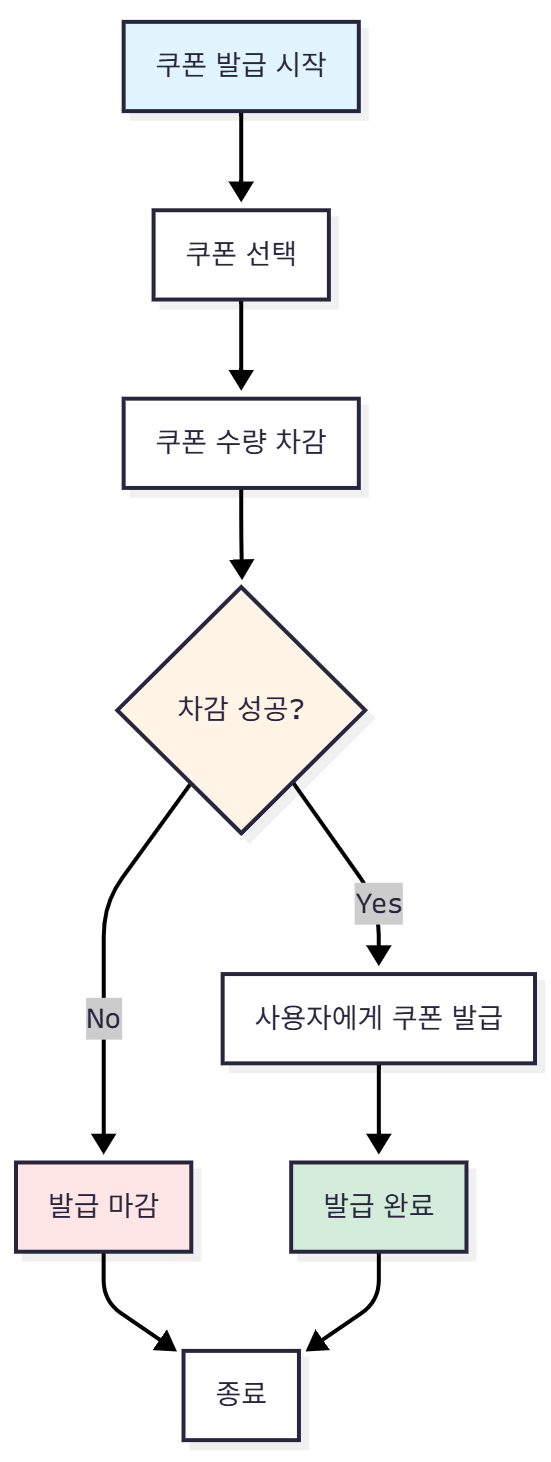 쿠폰 발급 시작
쿠폰 선택
쿠폰 수량 차감
차감 성공?
Yes
No
사용자에게 쿠폰 발급
발급 마감
발급 완료
종료